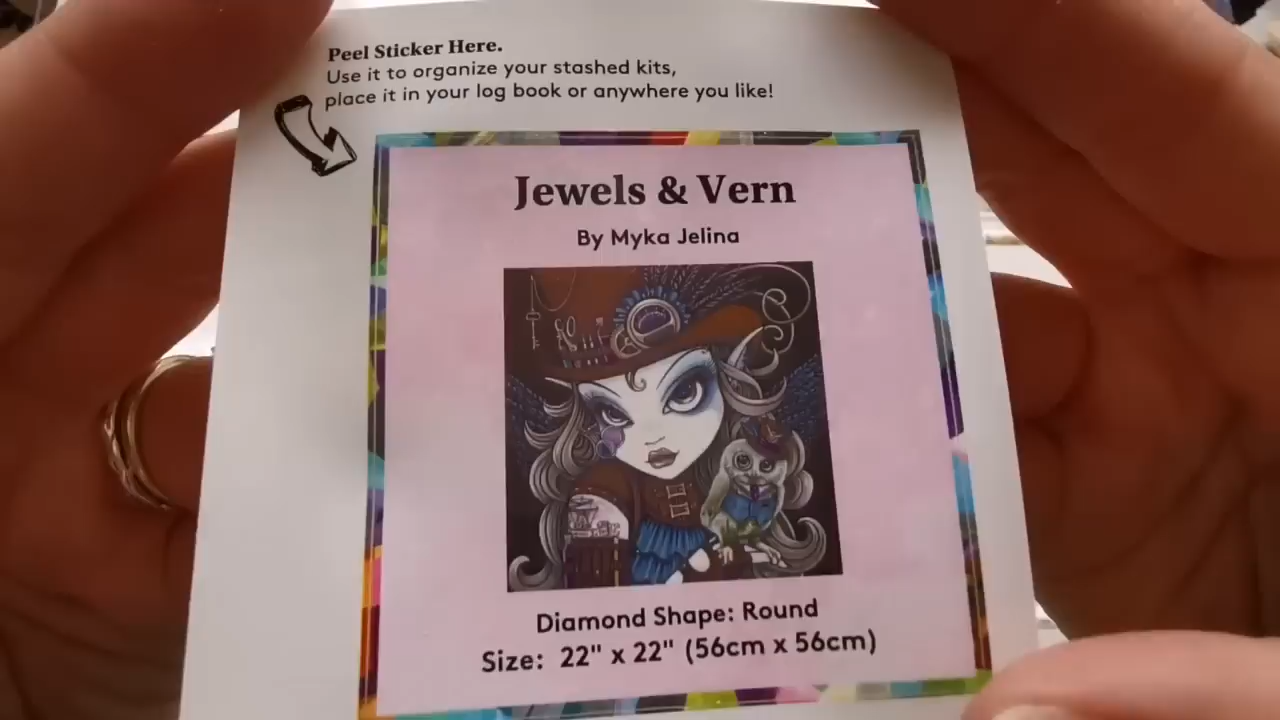 Peel Sticker Here.
Use it to organize your stashed kits,
place it in your log book or anywhere you like!
Jewels & Vern
By Myka Jelina
Diamond Shape: Round
Size: 22" x 22" (56cm x 56cm)